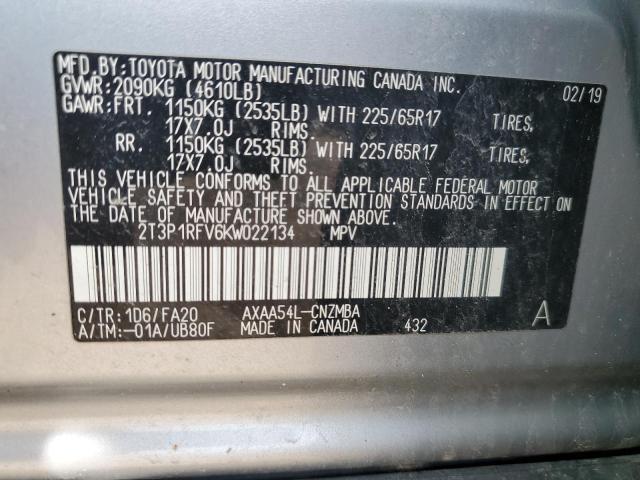 MFD.BY:TOYOTA MOTOR MANUFACTURING CANADA INC.
GVWR:2090KG (4610LB) 02/19
GAWR:FRT. 1150KG (2535LB) WITH 225/65R17 TIRES,
17X7.0J RIMS.
RR. 1150KG (2535LB) WITH 225/65R17 TIRES,
17X7.0J RIMS.
THIS VEHICLE CONFORMS TO ALL APPLICABLE FEDERAL MOTOR
VEHICLE SAFETY AND THEFT PREVENTION STANDARDS IN EFFECT ON
THE DATE OF MANUFACTURE SHOWN ABOVE.
2T3P1RFV6KW022134 MPV
C/TR:1D6/FA20 AXAA54L-CNZMBA
A/TM:-01A/UB80F MADE IN CANADA 432 A